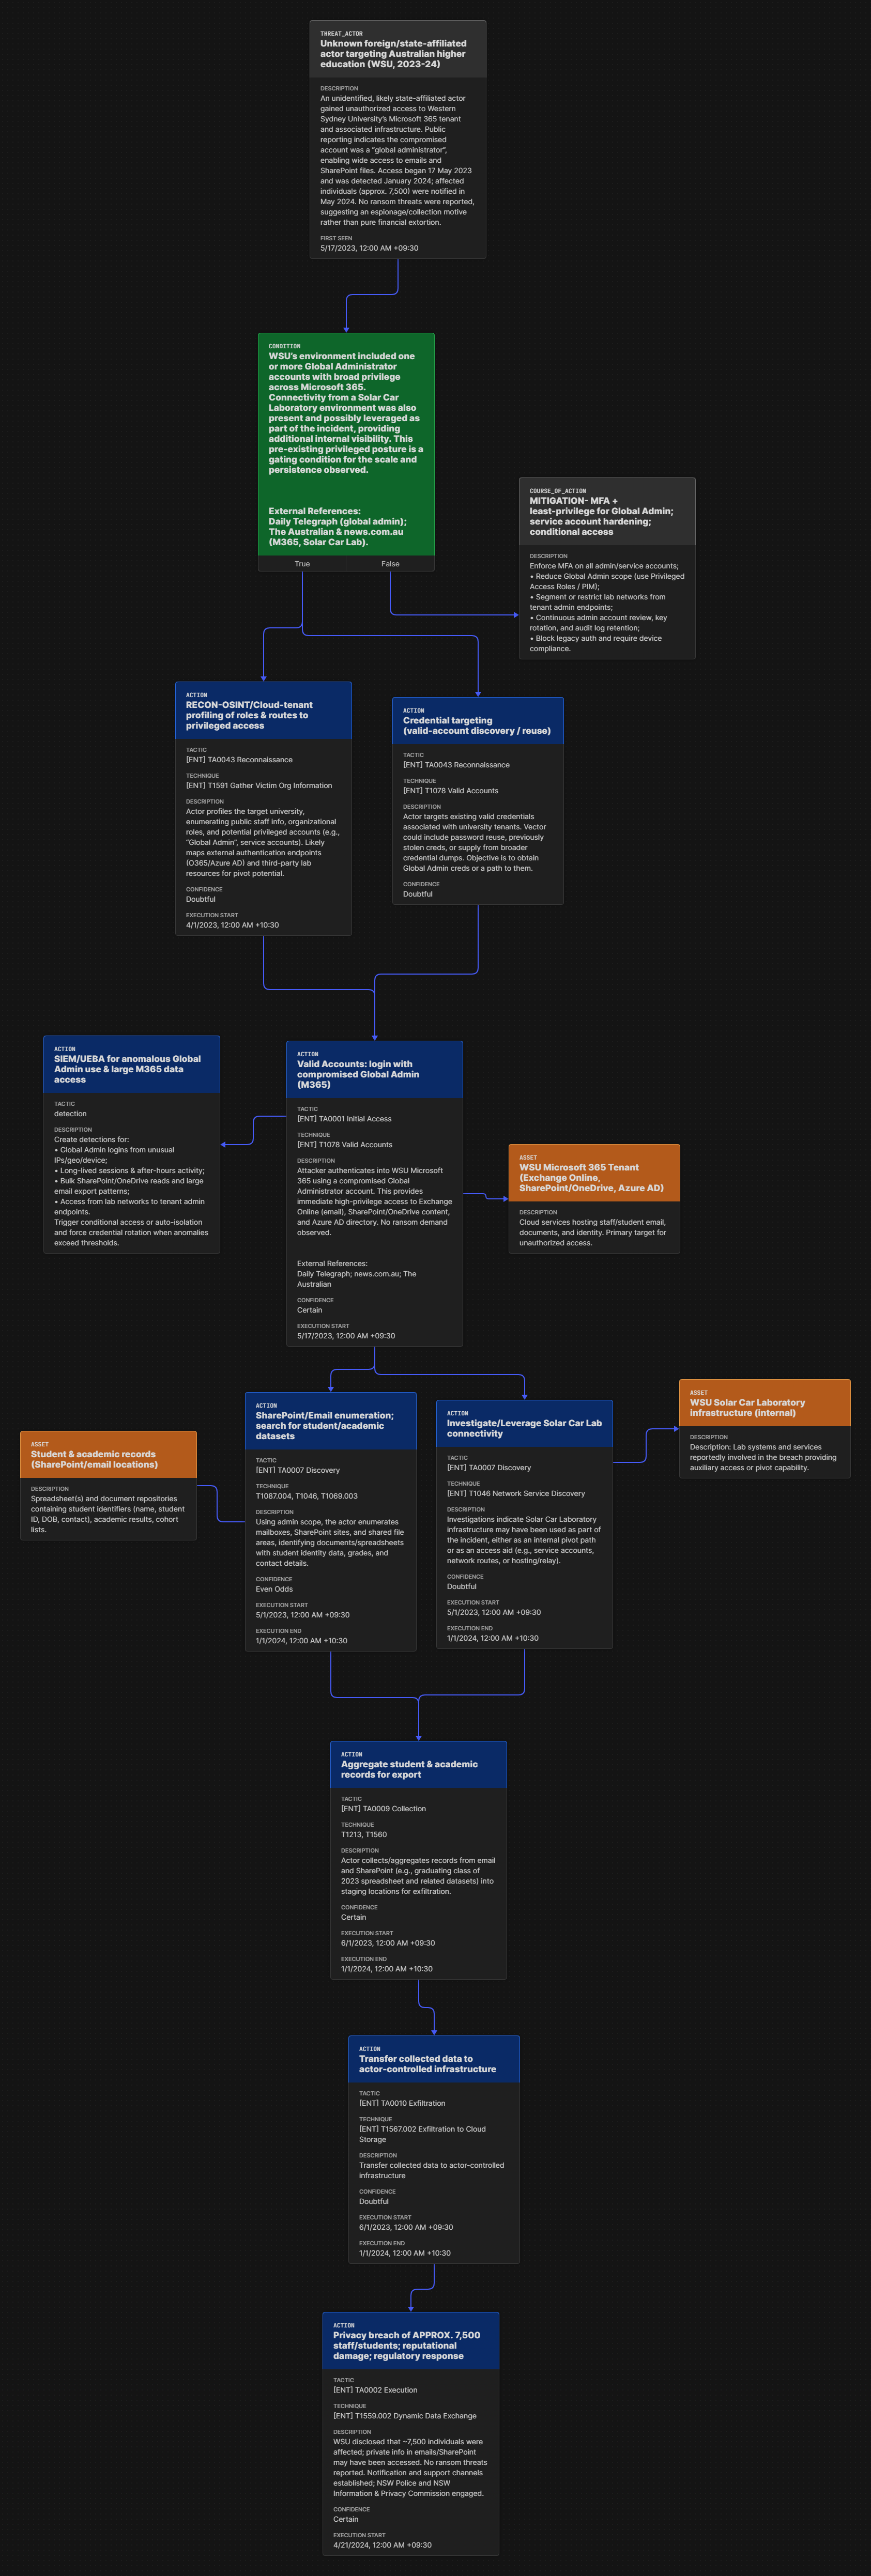 THREAT_ACTOR
Unknown foreign/state-affiliated
actor targeting Australian higher
education (WSU, 2023-24)
DESCRIPTION
An unidentified, likely state-affiliated actor
gained unauthorized access to Western
Sydney University's Microsoft 365 tenant
and associated infrastructure. Public
reporting indicates the compromised
account was a "global administrator",
enabling wide access to emails and
SharePoint files. Access began 17 May 2023
and was detected January 2024; affected
individuals (approx. 7,500) were notified in
May 2024. No ransom threats were reported,
suggesting an espionage/collection motive
rather than pure financial extortion.
FIRST SEEN
5/17/2023, 12:00 AM +09:30
CONDITION
WSU's environment included one
or more Global Administrator
accounts with broad privilege
across Microsoft 365.
Connectivity from a Solar Car
Laboratory environment was also
present and possibly leveraged as
part of the incident, providing
additional internal visibility. This
pre-existing privileged posture is a
gating condition for the scale and
persistence observed.
External References:
Daily Telegraph (global admin);
The Australian & news.com.au
(M365, Solar Car Lab).
True
False
COURSE_OF_ACTION
MITIGATION- MFA +
least-privilege for Global Admin;
service account hardening;
conditional access
DESCRIPTION
Enforce MFA on all admin/service accounts;
• Reduce Global Admin scope (use Privileged
Access Roles / PIM);
• Segment or restrict lab networks from
tenant admin endpoints;
• Continuous admin account review, key
rotation, and audit log retention;
• Block legacy auth and require device
compliance.
ACTION
RECON-OSINT/Cloud-tenant
profiling of roles & routes to
privileged access
TACTIC
[ENT] TA0043 Reconnaissance
TECHNIQUE
[ENT] T1591 Gather Victim Org Information
DESCRIPTION
Actor profiles the target university,
enumerating public staff info, organizational
roles, and potential privileged accounts (e.g.,
"Global Admin", service accounts). Likely
maps external authentication endpoints
(O365/Azure AD) and third-party lab
resources for pivot potential.
CONFIDENCE
Doubtful
EXECUTION START
4/1/2023, 12:00 AM +10:30
ACTION
Credential targeting
(valid-account discovery / reuse)
TACTIC
[ENT] TA0043 Reconnaissance
TECHNIQUE
[ENT] T1078 Valid Accounts
DESCRIPTION
Actor targets existing valid credentials
associated with university tenants. Vector
could include password reuse, previously
stolen creds, or supply from broader
credential dumps. Objective is to obtain
Global Admin creds or a path to them.
CONFIDENCE
Doubtful
ACTION
SIEM/UEBA for anomalous Global
Admin use & large M365 data
access
TACTIC
detection
DESCRIPTION
Create detections for:
• Global Admin logins from unusual
IPs/geo/device;
• Long-lived sessions & after-hours activity;
• Bulk SharePoint/OneDrive reads and large
email export patterns;
• Access from lab networks to tenant admin
endpoints.
Trigger conditional access or auto-isolation
and force credential rotation when anomalies
exceed thresholds.
ACTION
Valid Accounts: login with
compromised Global Admin
(M365)
TACTIC
[ENT] TA0001 Initial Access
TECHNIQUE
[ENT] T1078 Valid Accounts
DESCRIPTION
Attacker authenticates into WSU Microsoft
365 using a compromised Global
Administrator account. This provides
immediate high-privilege access to Exchange
Online (email), SharePoint/OneDrive content,
and Azure AD directory. No ransom demand
observed.
External References:
Daily Telegraph; news.com.au; The
Australian
CONFIDENCE
Certain
EXECUTION START
5/17/2023, 12:00 AM +09:30
ASSET
WSU Microsoft 365 Tenant
(Exchange Online,
SharePoint/OneDrive, Azure AD)
DESCRIPTION
Cloud services hosting staff/student email,
documents, and identity. Primary target for
unauthorized access.
ASSET
Student & academic records
(SharePoint/email locations)
DESCRIPTION
Spreadsheet(s) and document repositories
containing student identifiers (name, student
ID, DOB, contact), academic results, cohort
lists.
ACTION
SharePoint/Email enumeration;
search for student/academic
datasets
TACTIC
[ENT] TA0007 Discovery
TECHNIQUE
T1087.004, T1046, T1069.003
DESCRIPTION
Using admin scope, the actor enumerates
mailboxes, SharePoint sites, and shared file
areas, identifying documents/spreadsheets
with student identity data, grades, and
contact details.
CONFIDENCE
Even Odds
EXECUTION START
5/1/2023, 12:00 AM +09:30
EXECUTION END
1/1/2024, 12:00 AM +10:30
ACTION
Investigate/Leverage Solar Car Lab
connectivity
TACTIC
[ENT] TA0007 Discovery
TECHNIQUE
[ENT] T1046 Network Service Discovery
DESCRIPTION
Investigations indicate Solar Car Laboratory
infrastructure may have been used as part of
the incident, either as an internal pivot path
or as an access aid (e.g., service accounts,
network routes, or hosting/relay).
CONFIDENCE
Doubtful
EXECUTION START
5/1/2023, 12:00 AM +09:30
EXECUTION END
1/1/2024, 12:00 AM +10:30
ASSET
WSU Solar Car Laboratory
infrastructure (internal)
DESCRIPTION
Description: Lab systems and services
reportedly involved in the breach providing
auxiliary access or pivot capability.
ACTION
Aggregate student & academic
records for export
TACTIC
[ENT] TA0009 Collection
TECHNIQUE
T1213, T1560
DESCRIPTION
Actor collects/aggregates records from email
and SharePoint (e.g., graduating class of
2023 spreadsheet and related datasets) into
staging locations for exfiltration.
CONFIDENCE
Certain
EXECUTION START
6/1/2023, 12:00 AM +09:30
EXECUTION END
1/1/2024, 12:00 AM +10:30
ACTION
Transfer collected data to
actor-controlled infrastructure
TACTIC
[ENT] TA0010 Exfiltration
TECHNIQUE
[ENT] T1567.002 Exfiltration to Cloud
Storage
DESCRIPTION
Transfer collected data to actor-controlled
infrastructure
CONFIDENCE
Doubtful
EXECUTION START
6/1/2023, 12:00 AM +09:30
EXECUTION END
1/1/2024, 12:00 AM +10:30
ACTION
Privacy breach of APPROX. 7,500
staff/students; reputational
damage; regulatory response
TACTIC
[ENT] TA0002 Execution
TECHNIQUE
[ENT] T1559.002 Dynamic Data Exchange
DESCRIPTION
WSU disclosed that ~7,500 individuals were
affected; private info in emails/SharePoint
may have been accessed. No ransom threats
reported. Notification and support channels
established; NSW Police and NSW
Information & Privacy Commission engaged.
CONFIDENCE
Certain
EXECUTION START
4/21/2024, 12:00 AM +09:30